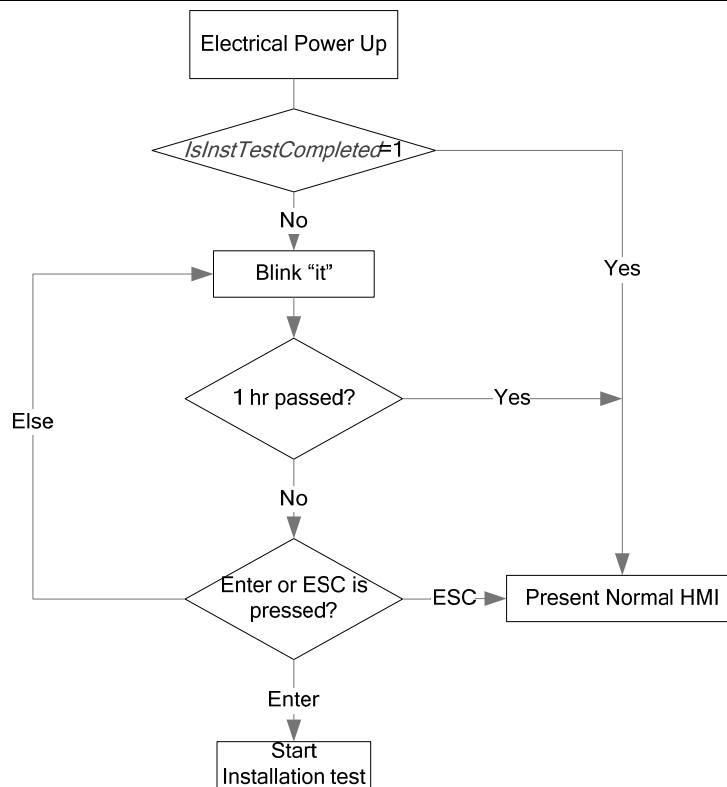 Electrical Power Up
IsInstTestCompleted=1
No
Yes
Blink “it”
1 hr passed?
Yes
Else
No
Enter or ESC is
pressed?
ESC
Present Normal HMI
Enter
Start
Installation test